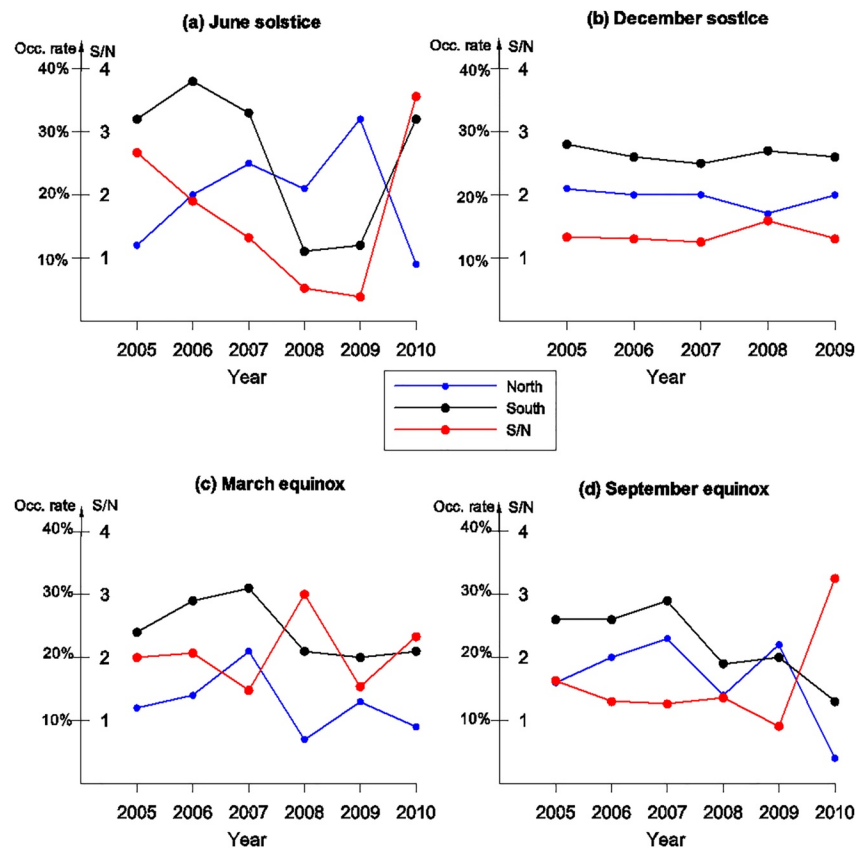 (a) June solstice
Occ. rate S/N
40% 4
30% 3
20% 2
10% 1
2005 2006 2007 2008 2009 2010
Year
(b) December sostice
Occ. rate S/N
40% 4
30% 3
20% 2
10% 1
2005 2006 2007 2008 2009
Year
North
South
S/N
(c) March equinox
Occ. rate S/N
40% 4
30% 3
20% 2
10% 1
2005 2006 2007 2008 2009 2010
Year
(d) September equinox
Occ. rate S/N
40% 4
30% 3
20% 2
10% 1
2005 2006 2007 2008 2009 2010
Year